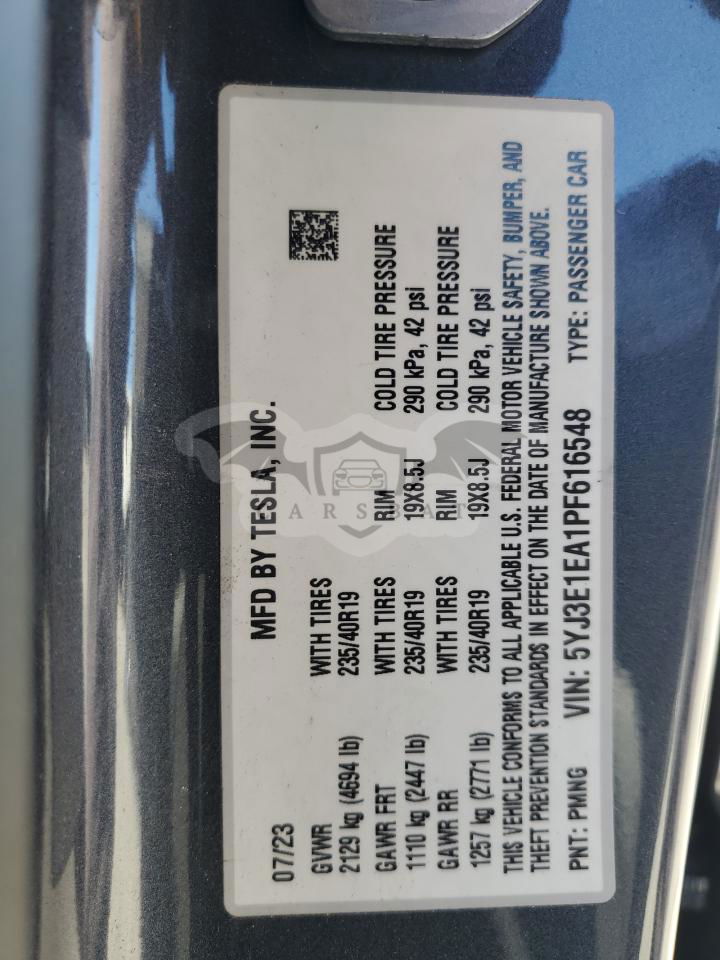 MFD BY TESLA, INC.
07/23
GVWR WITH TIRES
2129 kg (4694 lb) 235/40R19
GAWR FRT WITH TIRES RIM COLD TIRE PRESSURE
1110 kg (2447 lb) 235/40R19 19X8.5J 290 kPa, 42 psi
GAWR RR WITH TIRES RIM COLD TIRE PRESSURE
1257 kg (2771 lb) 235/40R19 19X8.5J 290 kPa, 42 psi
THIS VEHICLE CONFORMS TO ALL APPLICABLE U.S. FEDERAL MOTOR VEHICLE SAFETY, BUMPER, AND
THEFT PREVENTION STANDARDS IN EFFECT ON THE DATE OF MANUFACTURE SHOWN ABOVE.
PNT: PMNG VIN: 5YJ3E1EA1PF616548 TYPE: PASSENGER CAR
CARSBAT